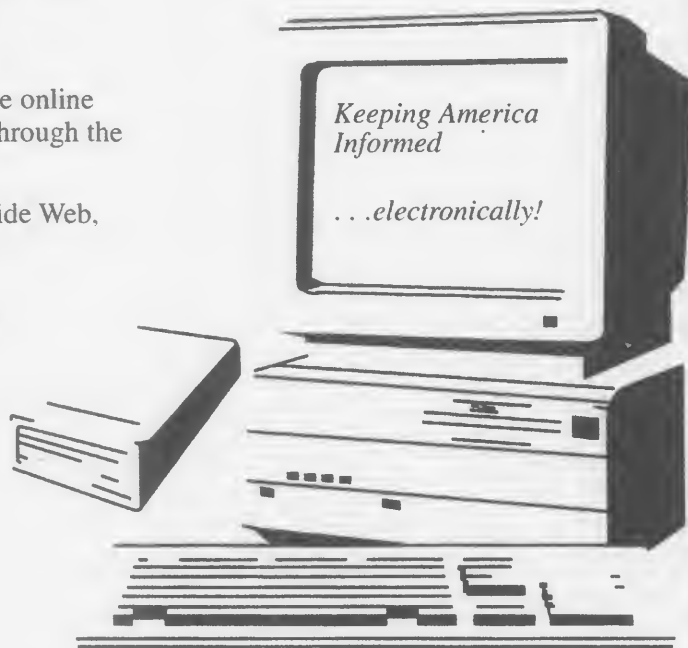 e online
hrough the
ide Web,
Keeping America
Informed
. . .electronically!